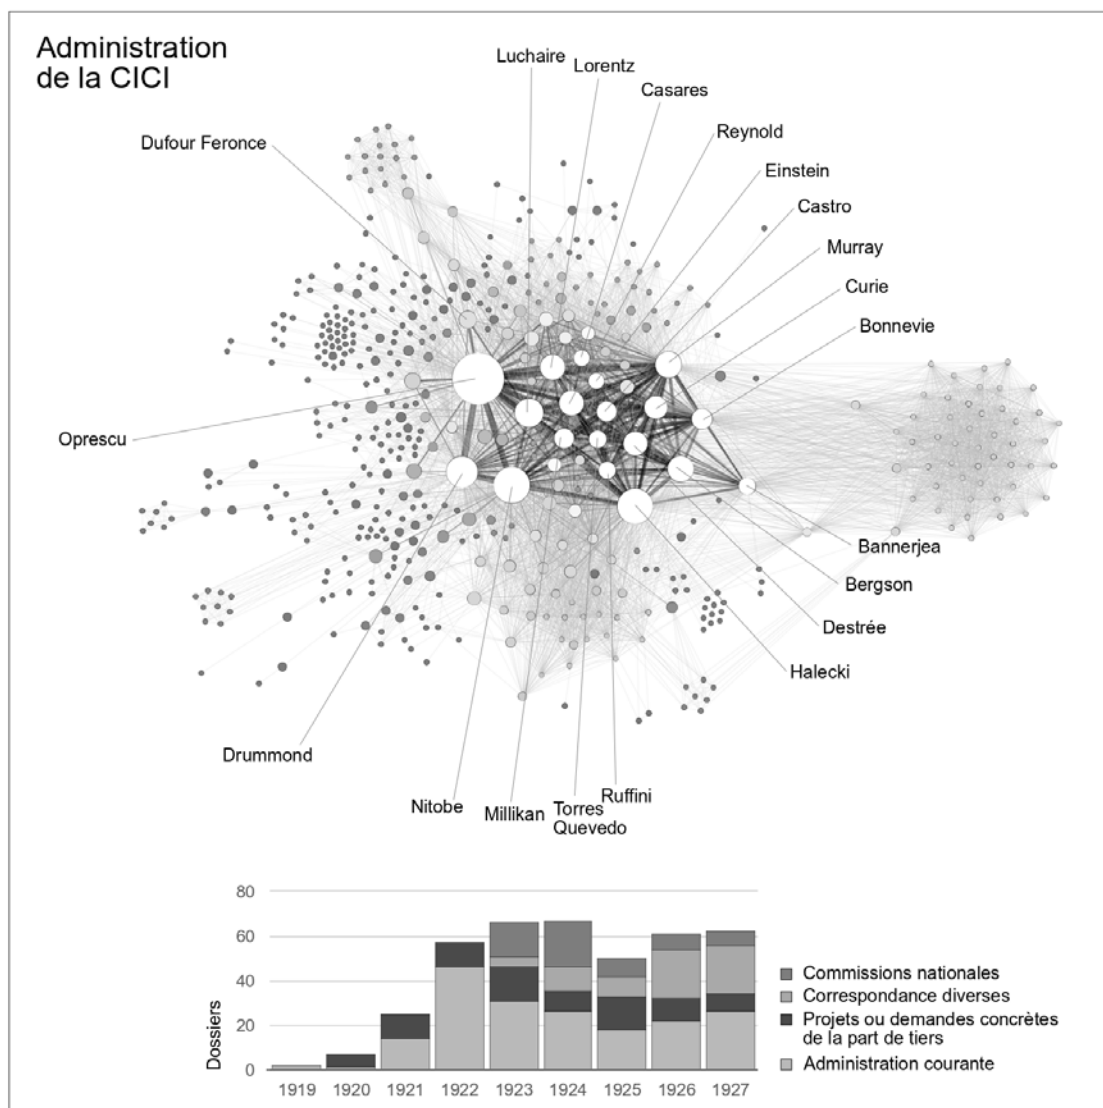 Administration
de la CICI
Luchaire
Lorentz
Casares
Dufour Feronce
Reynold
Einstein
Castro
Murray
Curie
Bonnevie
Oprescu
Bannerjea
Bergson
Destrée
Halecki
Drummond
Nitobe
Millikan
Torres
Quevedo
Ruffini
80
60
40
20
0
Dossiers
1919 1920 1921 1922 1923 1924 1925 1926 1927
Commissions nationales
Correspondance diverses
Projets ou demandes concrètes
de la part de tiers
Administration courante